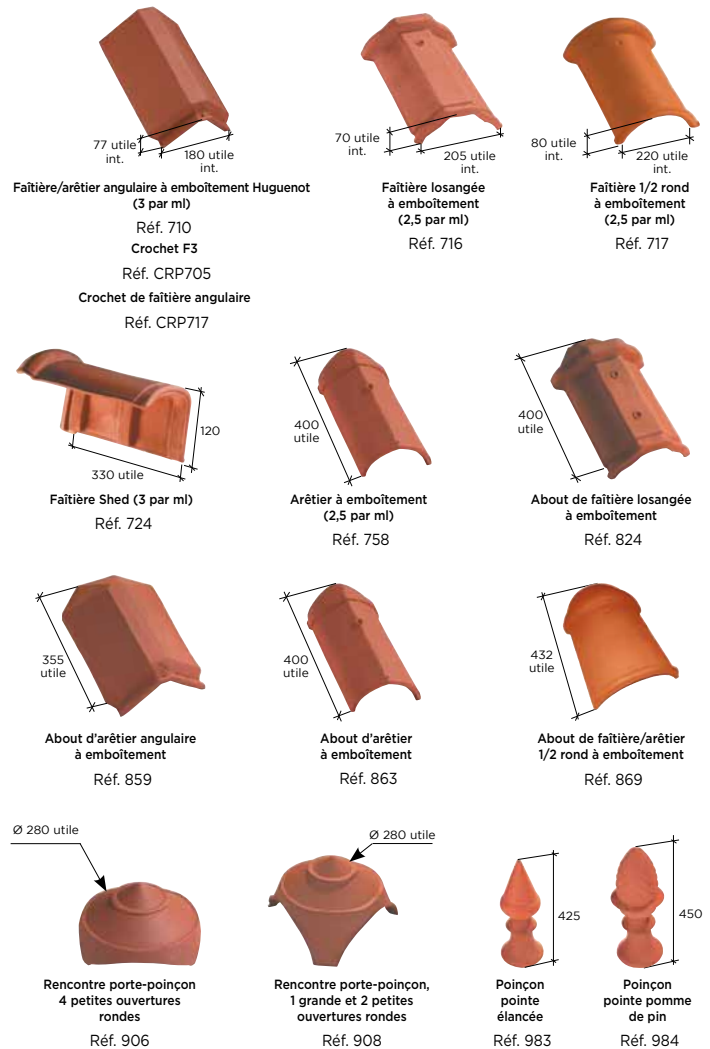 77 utile
int.
180 utile
int.
Faîtière/arêtier angulaire à emboîtement Huguenot
(3 par ml)
Réf. 710
Crochet F3
Réf. CRP705
Crochet de faîtière angulaire
Réf. CRP717
70 utile
int.
205 utile
int.
Faîtière losangée
à emboîtement
(2,5 par ml)
Réf. 716
80 utile
int.
220 utile
int.
Faîtière 1/2 rond
à emboîtement
(2,5 par ml)
Réf. 717
120
330 utile
Faîtière Shed (3 par ml)
Réf. 724
400
utile
Arêtier à emboîtement
(2,5 par ml)
Réf. 758
400
utile
About de faîtière losangée
à emboîtement
Réf. 824
355
utile
About d'arêtier angulaire
à emboîtement
Réf. 859
400
utile
About d'arêtier
à emboîtement
Réf. 863
432
utile
About de faîtière/arêtier
1/2 rond à emboîtement
Réf. 869
Ø 280 utile
Rencontre porte-poinçon
4 petites ouvertures
rondes
Réf. 906
Ø 280 utile
Rencontre porte-poinçon,
1 grande et 2 petites
ouvertures rondes
Réf. 908
425
Poinçon
pointe
élancée
Réf. 983
450
Poinçon
pointe pomme
de pin
Réf. 984